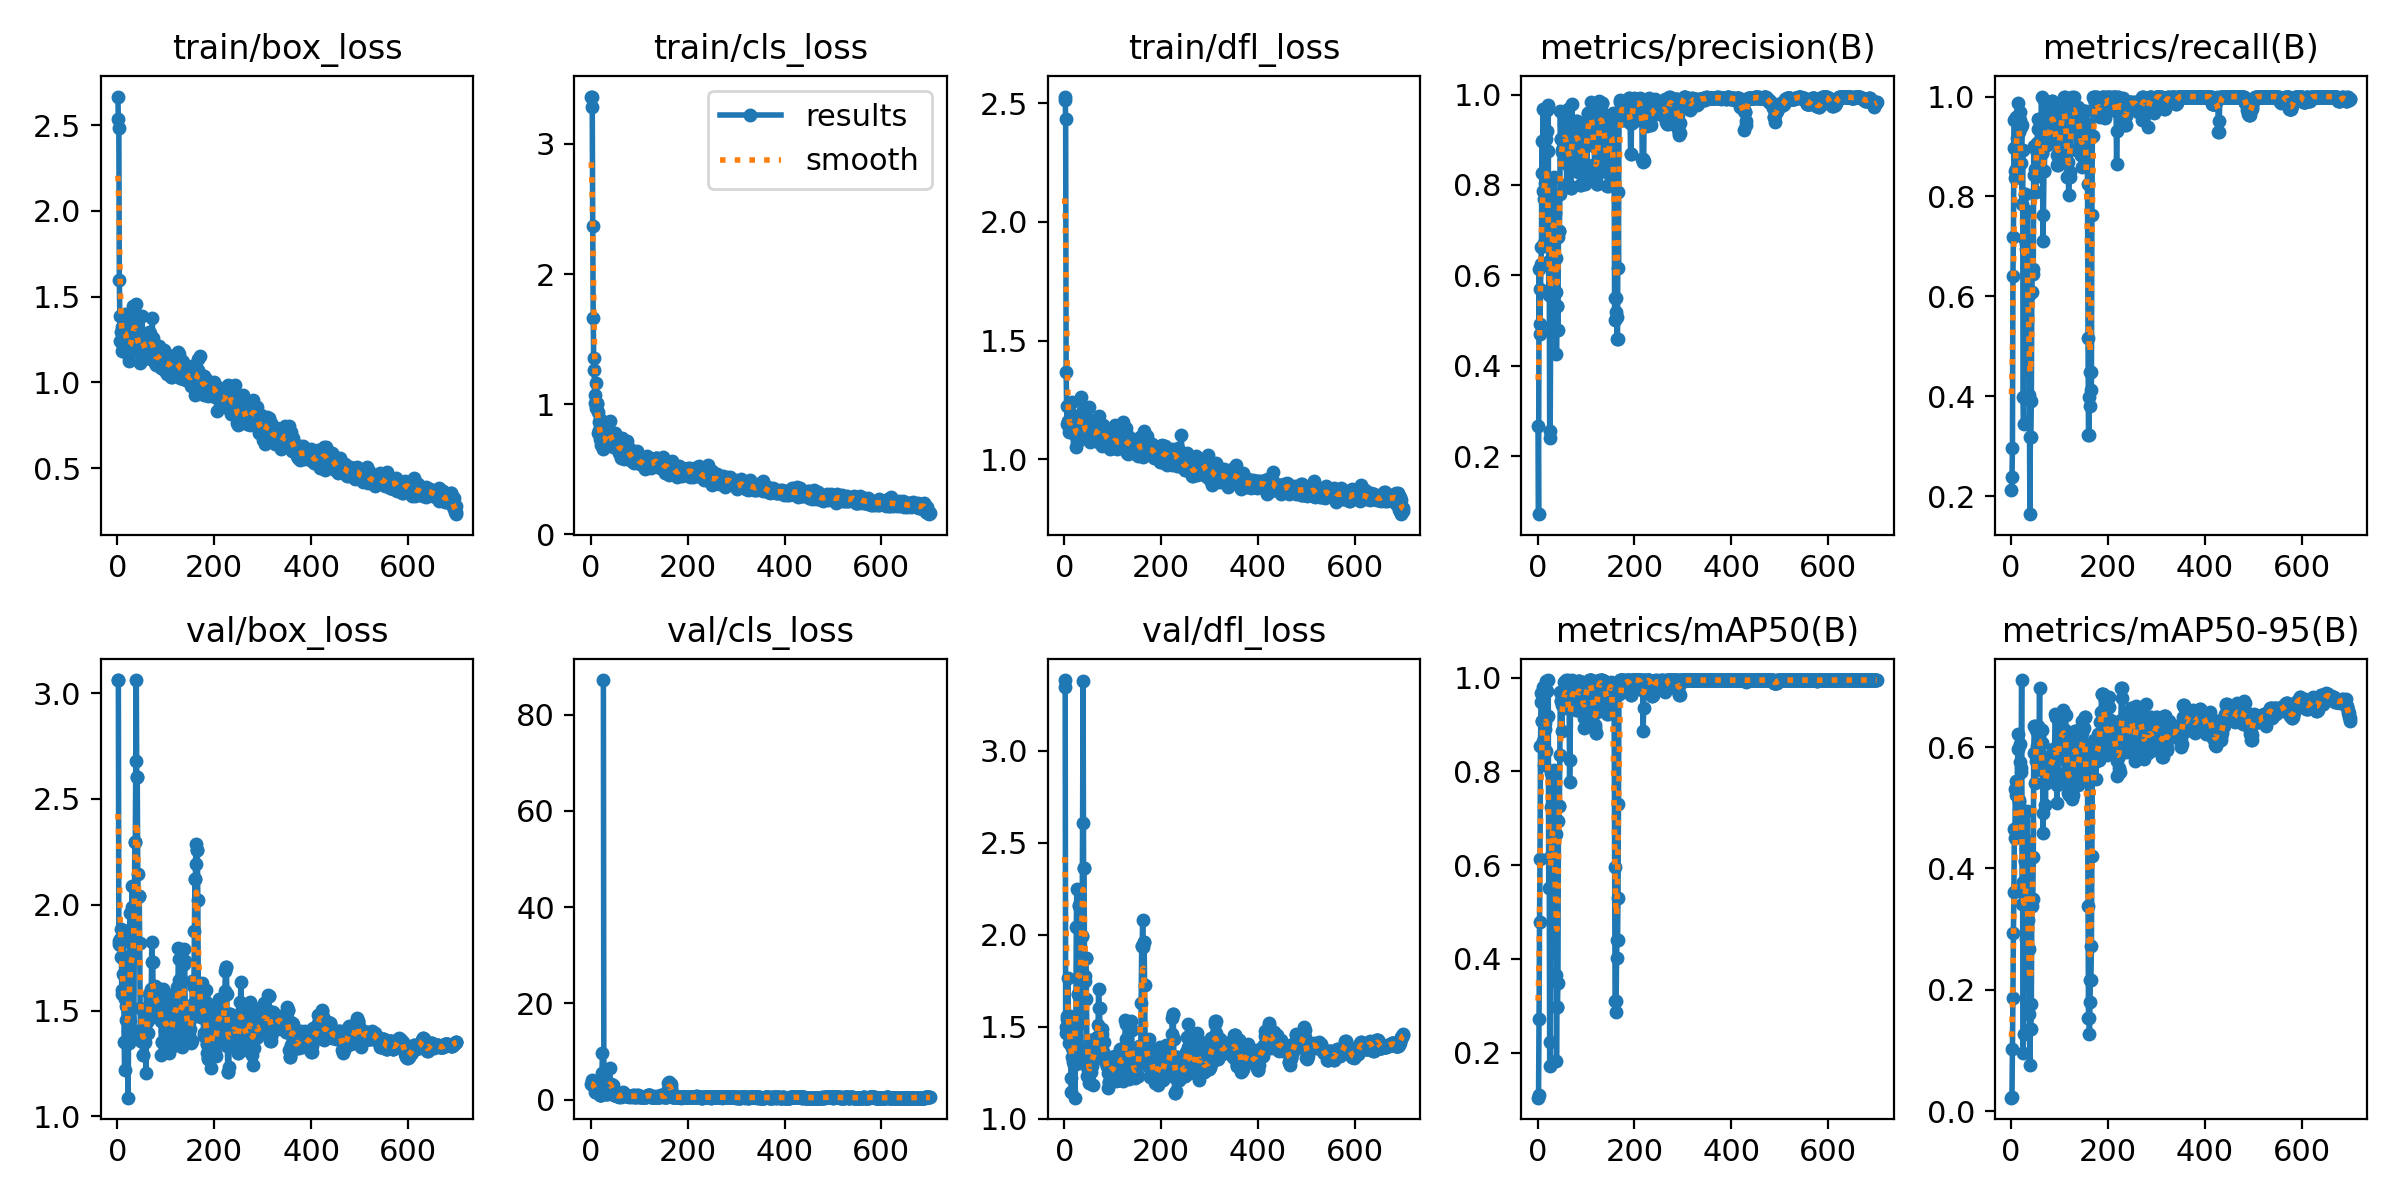 train/box_loss
train/cls_loss
train/dfl_loss
metrics/precision(B)
metrics/recall(B)
2.5
2.0
1.5
1.0
0.5
0 200 400 600
results
smooth
3
2
1
0
0 200 400 600
2.5
2.0
1.5
1.0
0 200 400 600
1.0
0.8
0.6
0.4
0.2
0 200 400 600
1.0
0.8
0.6
0.4
0.2
0 200 400 600
val/box_loss
val/cls_loss
val/dfl_loss
metrics/mAP50(B)
metrics/mAP50-95(B)
3.0
2.5
2.0
1.5
1.0
0 200 400 600
80
60
40
20
0
0 200 400 600
3.0
2.5
2.0
1.5
1.0
0 200 400 600
1.0
0.8
0.6
0.4
0.2
0 200 400 600
0.6
0.4
0.2
0.0
0 200 400 600